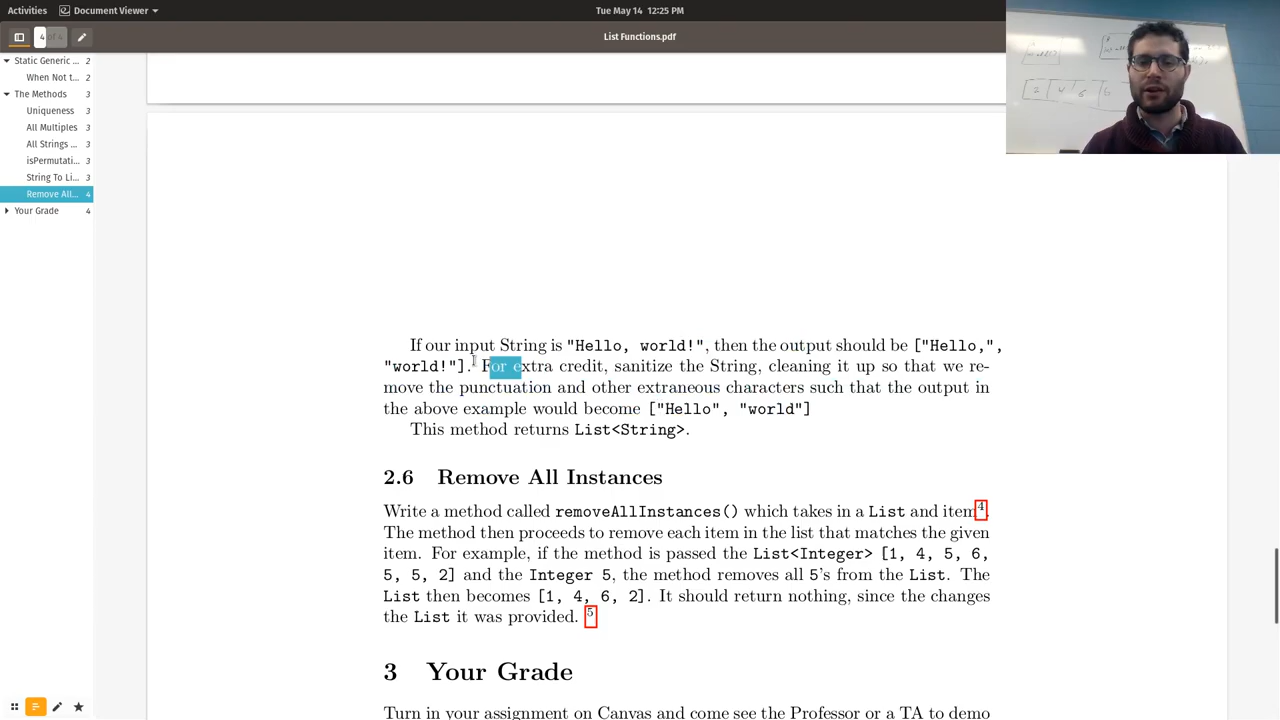 Activities
Document Viewer
Tue May 14 12:25 PM
4 of 4
List Functions.pdf
Static Generic ... 2
When Not t... 2
The Methods 3
Uniqueness 3
All Multiples 3
All Strings ... 3
isPermutati... 3
String To Li... 3
Remove All... 4
Your Grade 4
If our input String is "Hello, world!", then the output should be ["Hello,",
"world!"]. For extra credit, sanitize the String, cleaning it up so that we re-
move the punctuation and other extraneous characters such that the output in
the above example would become ["Hello", "world"]
This method returns List<String>.
2.6 Remove All Instances
Write a method called removeAllInstances() which takes in a List and item4.
The method then proceeds to remove each item in the list that matches the given
item. For example, if the method is passed the List<Integer> [1, 4, 5, 6,
5, 5, 2] and the Integer 5, the method removes all 5's from the List. The
List then becomes [1, 4, 6, 2]. It should return nothing, since the changes
the List it was provided. 5
3 Your Grade
Turn in your assignment on Canvas and come see the Professor or a TA to demo
2 4 6 6